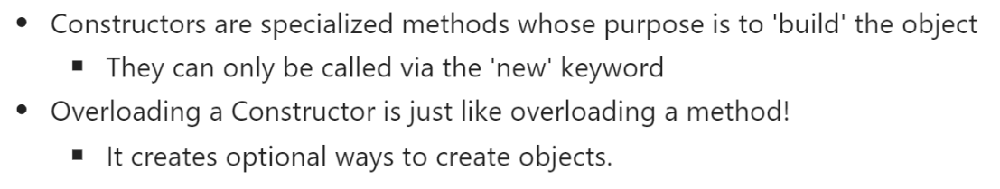 • Constructors are specialized methods whose purpose is to 'build' the object
▪ They can only be called via the 'new' keyword
• Overloading a Constructor is just like overloading a method!
▪ It creates optional ways to create objects.